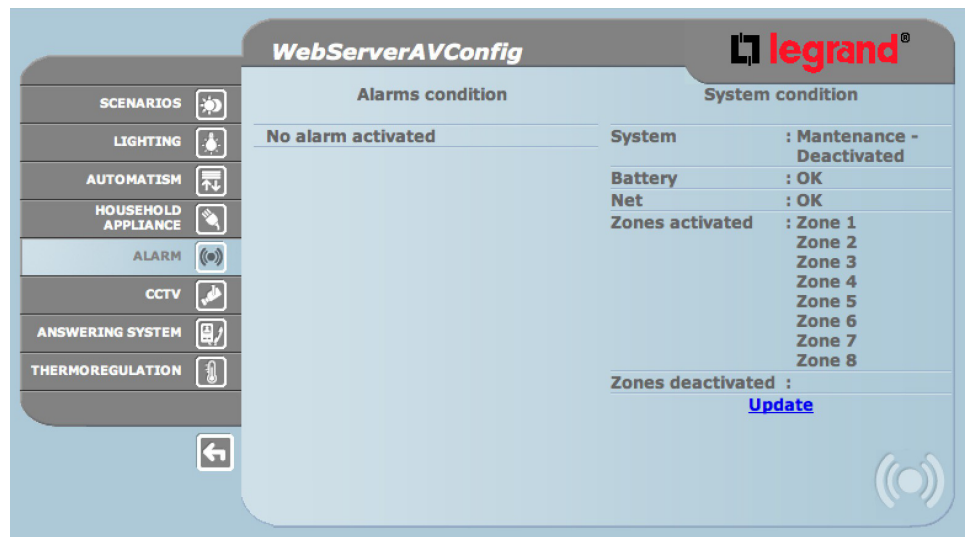 WebServerAVConfig
legrand®
SCENARIOS
LIGHTING
AUTOMATISM
HOUSEHOLD
APPLIANCE
ALARM
CCTV
ANSWERING SYSTEM
THERMOREGULATION
Alarms condition
No alarm activated
System condition
System : Mantenance -
Deactivated
Battery : OK
Net : OK
Zones activated : Zone 1
Zone 2
Zone 3
Zone 4
Zone 5
Zone 6
Zone 7
Zone 8
Zones deactivated :
Update